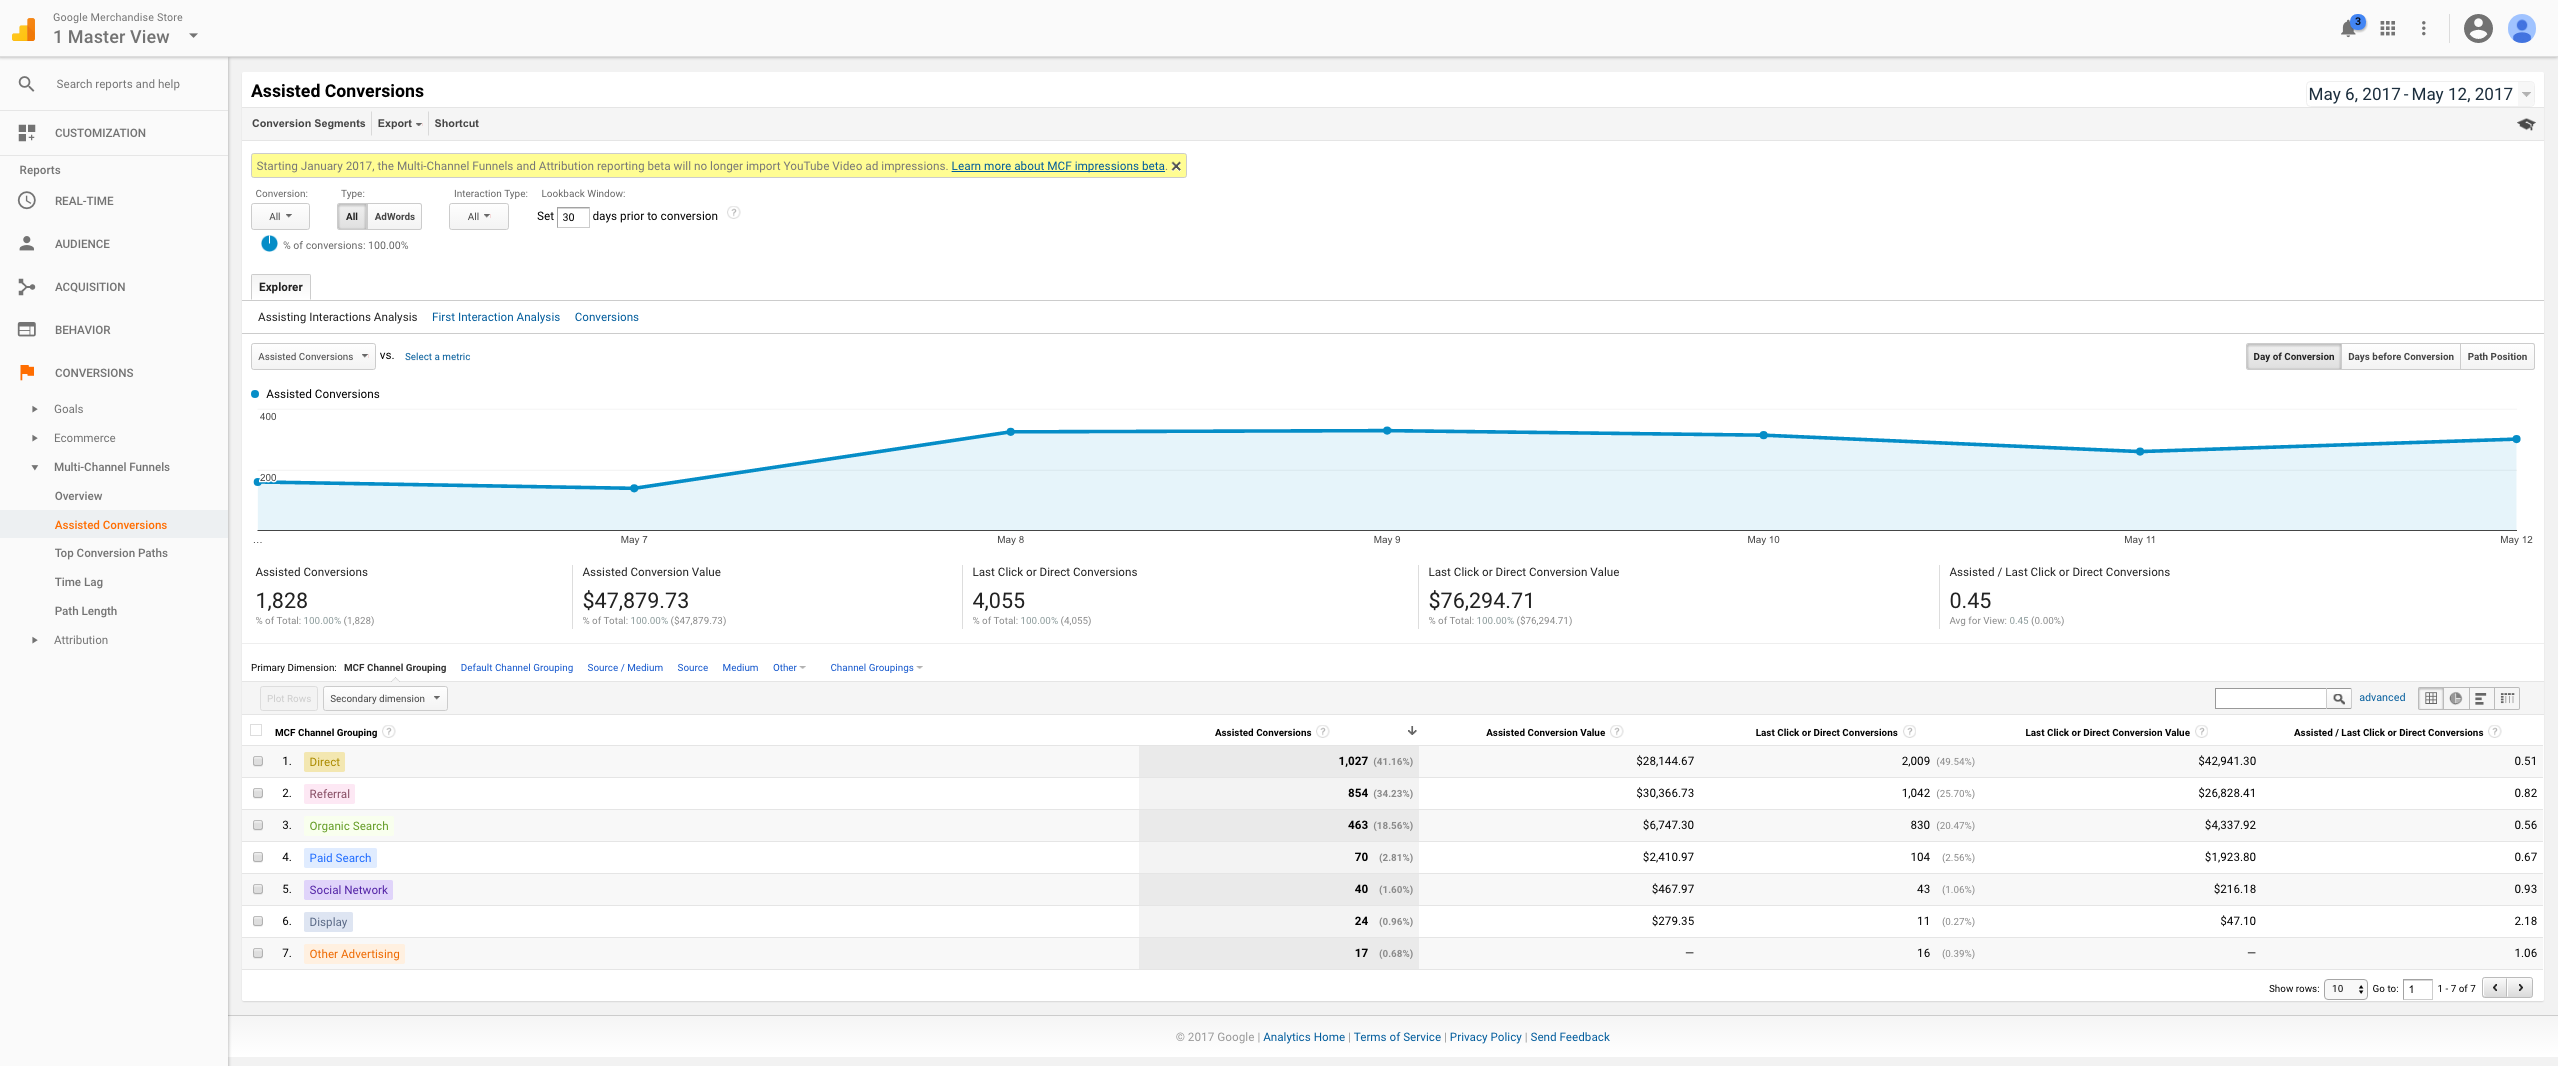 Google Merchandise Store
1 Master View
3
Search reports and help
CUSTOMIZATION
Reports
REAL-TIME
AUDIENCE
ACQUISITION
BEHAVIOR
CONVERSIONS
Goals
Ecommerce
Multi-Channel Funnels
Overview
Assisted Conversions
Top Conversion Paths
Time Lag
Path Length
Attribution
Assisted Conversions
May 6, 2017 - May 12, 2017
Conversion Segments Export Shortcut
Starting January 2017, the Multi-Channel Funnels and Attribution reporting beta will no longer import YouTube Video ad impressions. Learn more about MCF impressions beta.
Conversion: Type: Interaction Type: Lookback Window:
All All AdWords All Set 30 days prior to conversion ?
% of conversions: 100.00%
Explorer
Assisting Interactions Analysis First Interaction Analysis Conversions
Assisted Conversions vs. Select a metric Day of Conversion Days before Conversion Path Position
Assisted Conversions
400
200
... May 7 May 8 May 9 May 10 May 11 May 12
Assisted Conversions Assisted Conversion Value Last Click or Direct Conversions Last Click or Direct Conversion Value Assisted / Last Click or Direct Conversions
1,828 $47,879.73 4,055 $76,294.71 0.45
% of Total: 100.00% (1,828) % of Total: 100.00% ($47,879.73) % of Total: 100.00% (4,055) % of Total: 100.00% ($76,294.71) Avg for View: 0.45 (0.00%)
Primary Dimension: MCF Channel Grouping Default Channel Grouping Source / Medium Source Medium Other Channel Groupings
Plot Rows Secondary dimension advanced
MCF Channel Grouping ? Assisted Conversions ? Assisted Conversion Value ? Last Click or Direct Conversions ? Last Click or Direct Conversion Value ? Assisted / Last Click or Direct Conversions ?
1. Direct 1,027 (41.16%) $28,144.67 2,009 (49.54%) $42,941.30 0.51
2. Referral 854 (34.23%) $30,366.73 1,042 (25.70%) $26,828.41 0.82
3. Organic Search 463 (18.56%) $6,747.30 830 (20.47%) $4,337.92 0.56
4. Paid Search 70 (2.81%) $2,410.97 104 (2.56%) $1,923.80 0.67
5. Social Network 40 (1.60%) $467.97 43 (1.06%) $216.18 0.93
6. Display 24 (0.96%) $279.35 11 (0.27%) $47.10 2.18
7. Other Advertising 17 (0.68%) — 16 (0.39%) — 1.06
Show rows: 10 Go to: 1 1 - 7 of 7
© 2017 Google | Analytics Home | Terms of Service | Privacy Policy | Send Feedback